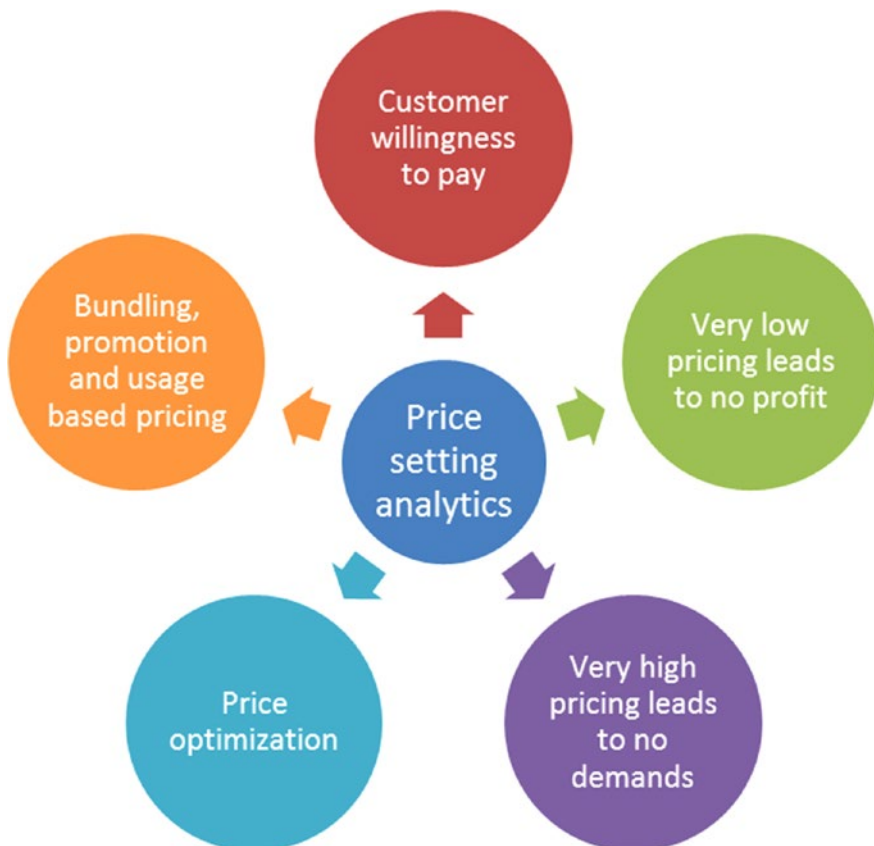 Customer
willingness
to pay
Bundling,
promotion
and usage
based pricing
Very low
pricing leads
to no profit
Price
setting
analytics
Price
optimization
Very high
pricing leads
to no
demands